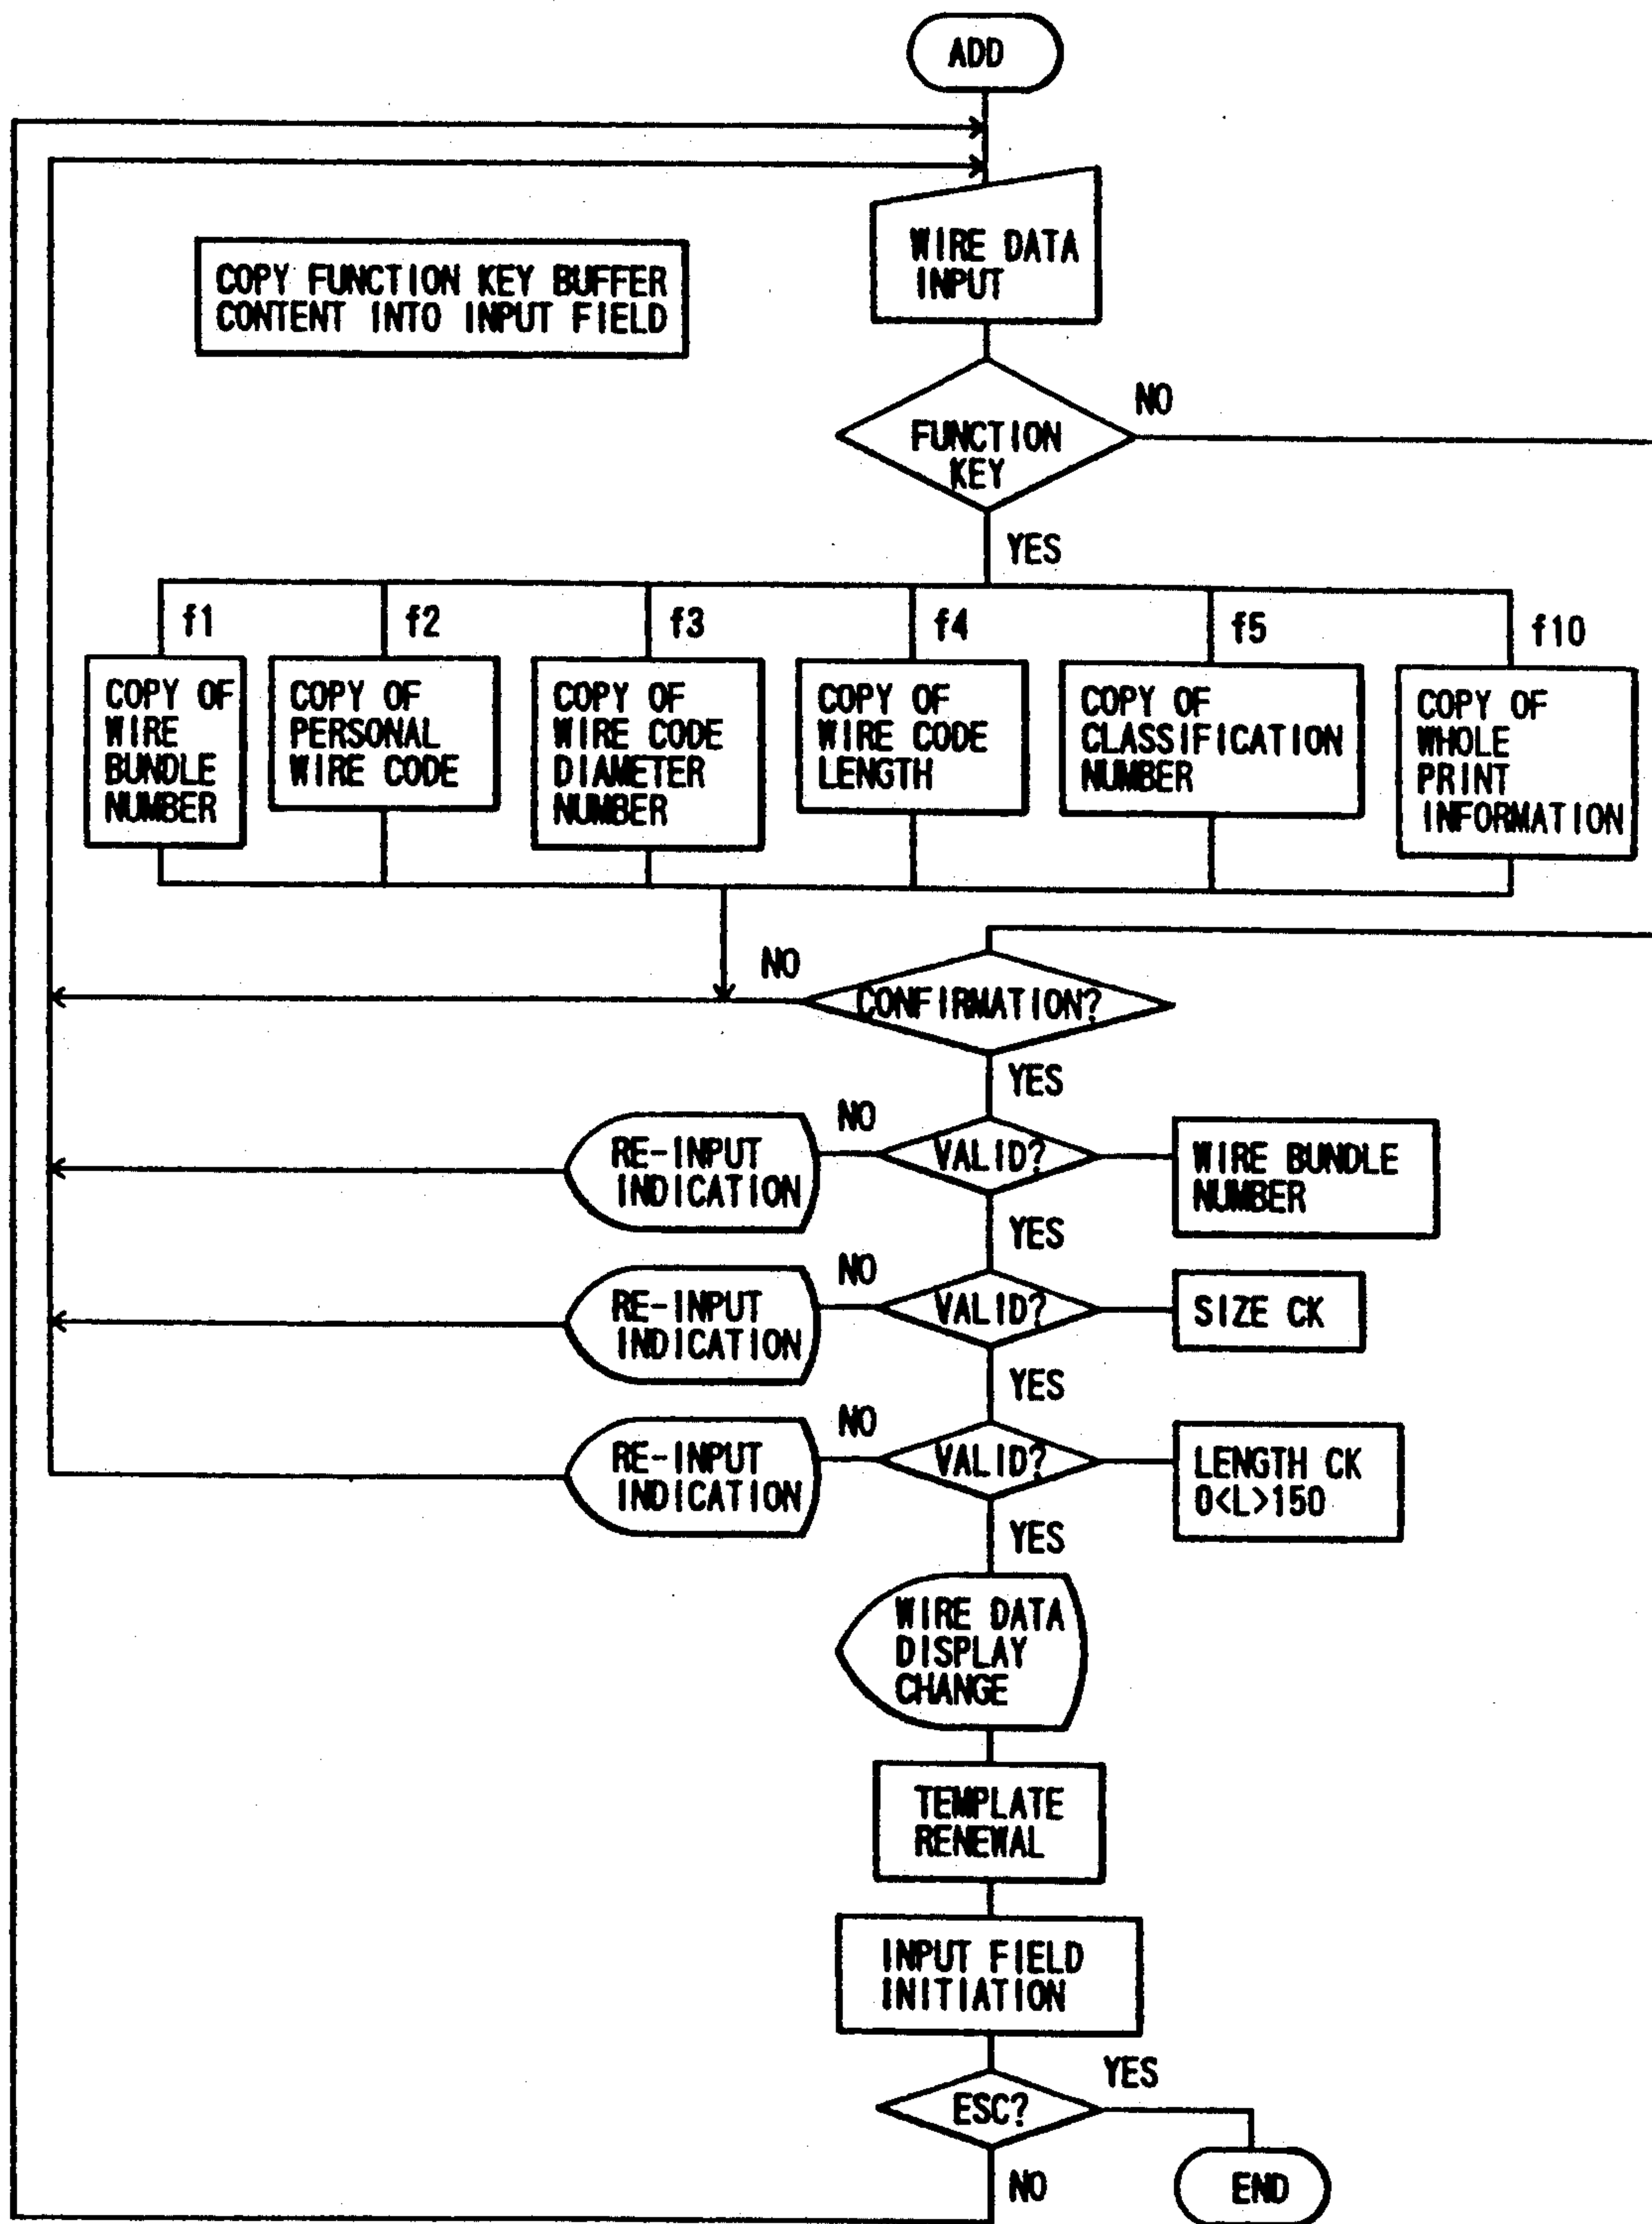 ADD
WIRE DATA
INPUT
COPY FUNCTION KEY BUFFER
CONTENT INTO INPUT FIELD
NO
FUNCTION
KEY
YES
f1
f2
f3
f4
f5
f10
COPY OF
WIRE
BUNDLE
NUMBER
COPY OF
PERSONAL
WIRE CODE
COPY OF
WIRE CODE
DIAMETER
NUMBER
COPY OF
WIRE CODE
LENGTH
COPY OF
CLASSIFICATION
NUMBER
COPY OF
WHOLE
PRINT
INFORMATION
NO
CONFIRMATION?
YES
RE-INPUT
INDICATION
NO
VALID?
WIRE BUNDLE
NUMBER
YES
RE-INPUT
INDICATION
NO
VALID?
SIZE CK
YES
RE-INPUT
INDICATION
NO
VALID?
LENGTH CK
0<L>150
YES
WIRE DATA
DISPLAY
CHANGE
TEMPLATE
RENEWAL
INPUT FIELD
INITIATION
ESC?
YES
NO
END